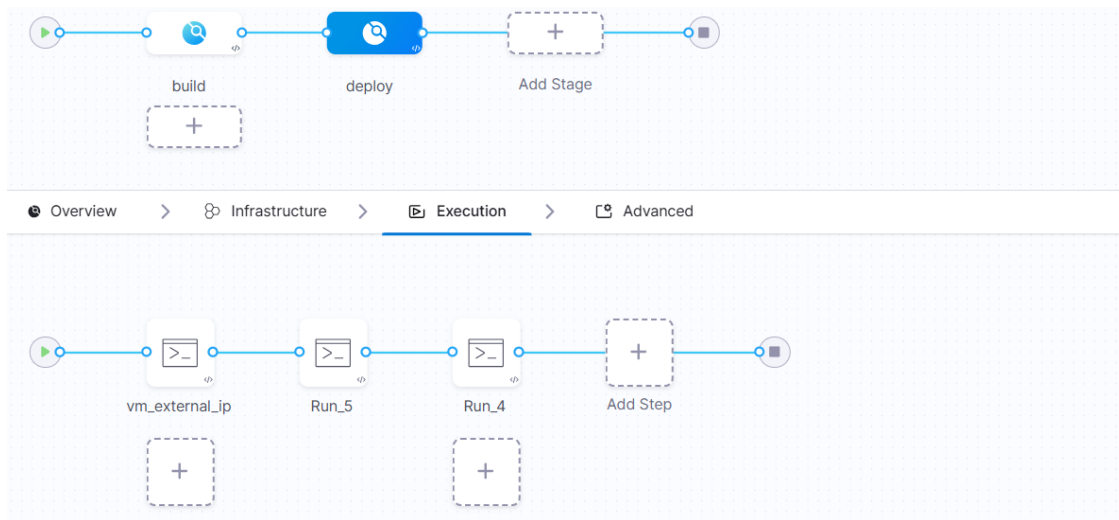 build
deploy
Add Stage
Overview
Infrastructure
Execution
Advanced
vm_external_ip
Run_5
Run_4
Add Step